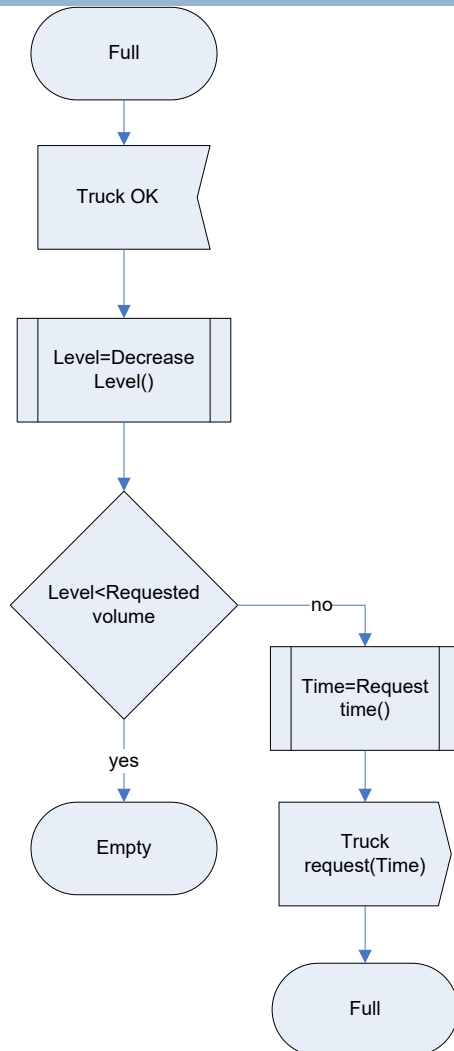 Full
Truck OK
Level=Decrease
Level()
Level<Requested
volume
no
Time=Request
time()
yes
Empty
Truck
request(Time)
Full